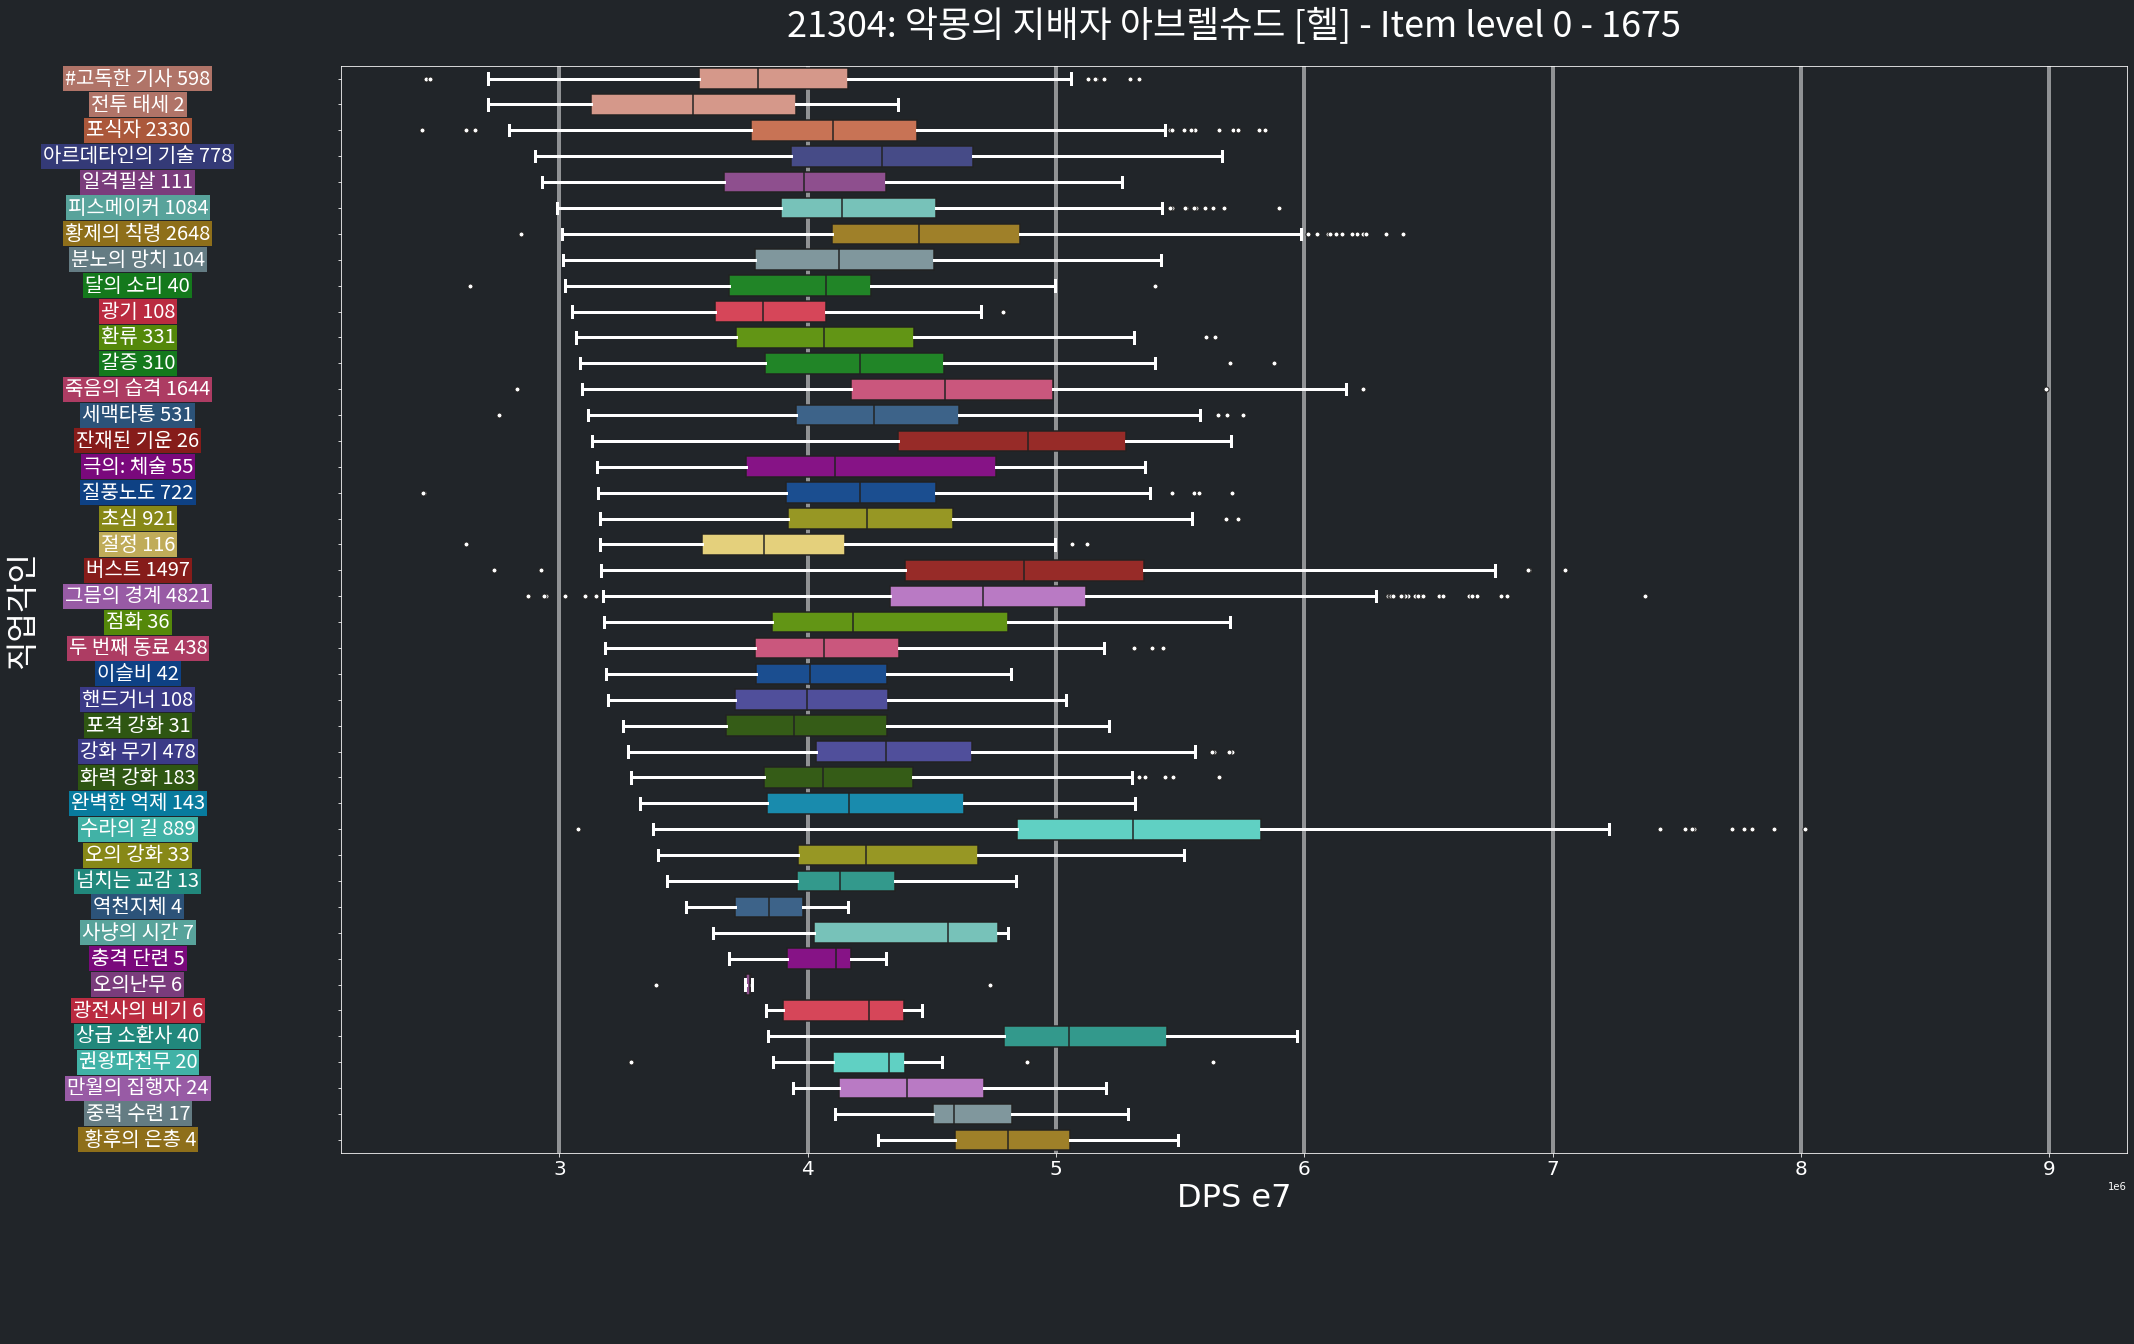 21304: 악몽의 지배자 아브렐슈드 [헬] - Item level 0 - 1675
#고독한 기사 598
전투 태세 2
포식자 2330
아르데타인의 기술 778
일격필살 111
피스메이커 1084
황제의 칙령 2648
분노의 망치 104
달의 소리 40
광기 108
환류 331
갈증 310
죽음의 습격 1644
세맥타통 531
잔재된 기운 26
극의: 체술 55
질풍노도 722
초심 921
절정 116
버스트 1497
그믐의 경계 4821
점화 36
두 번째 동료 438
이슬비 42
핸드거너 108
포격 강화 31
강화 무기 478
화력 강화 183
완벽한 억제 143
수라의 길 889
오의 강화 33
넘치는 교감 13
역천지체 4
사냥의 시간 7
충격 단련 5
오의난무 6
광전사의 비기 6
상급 소환사 40
권왕파천무 20
만월의 집행자 24
중력 수련 17
황후의 은총 4
직업각인
3 4 5 6 7 8 9
DPS e7
1e6